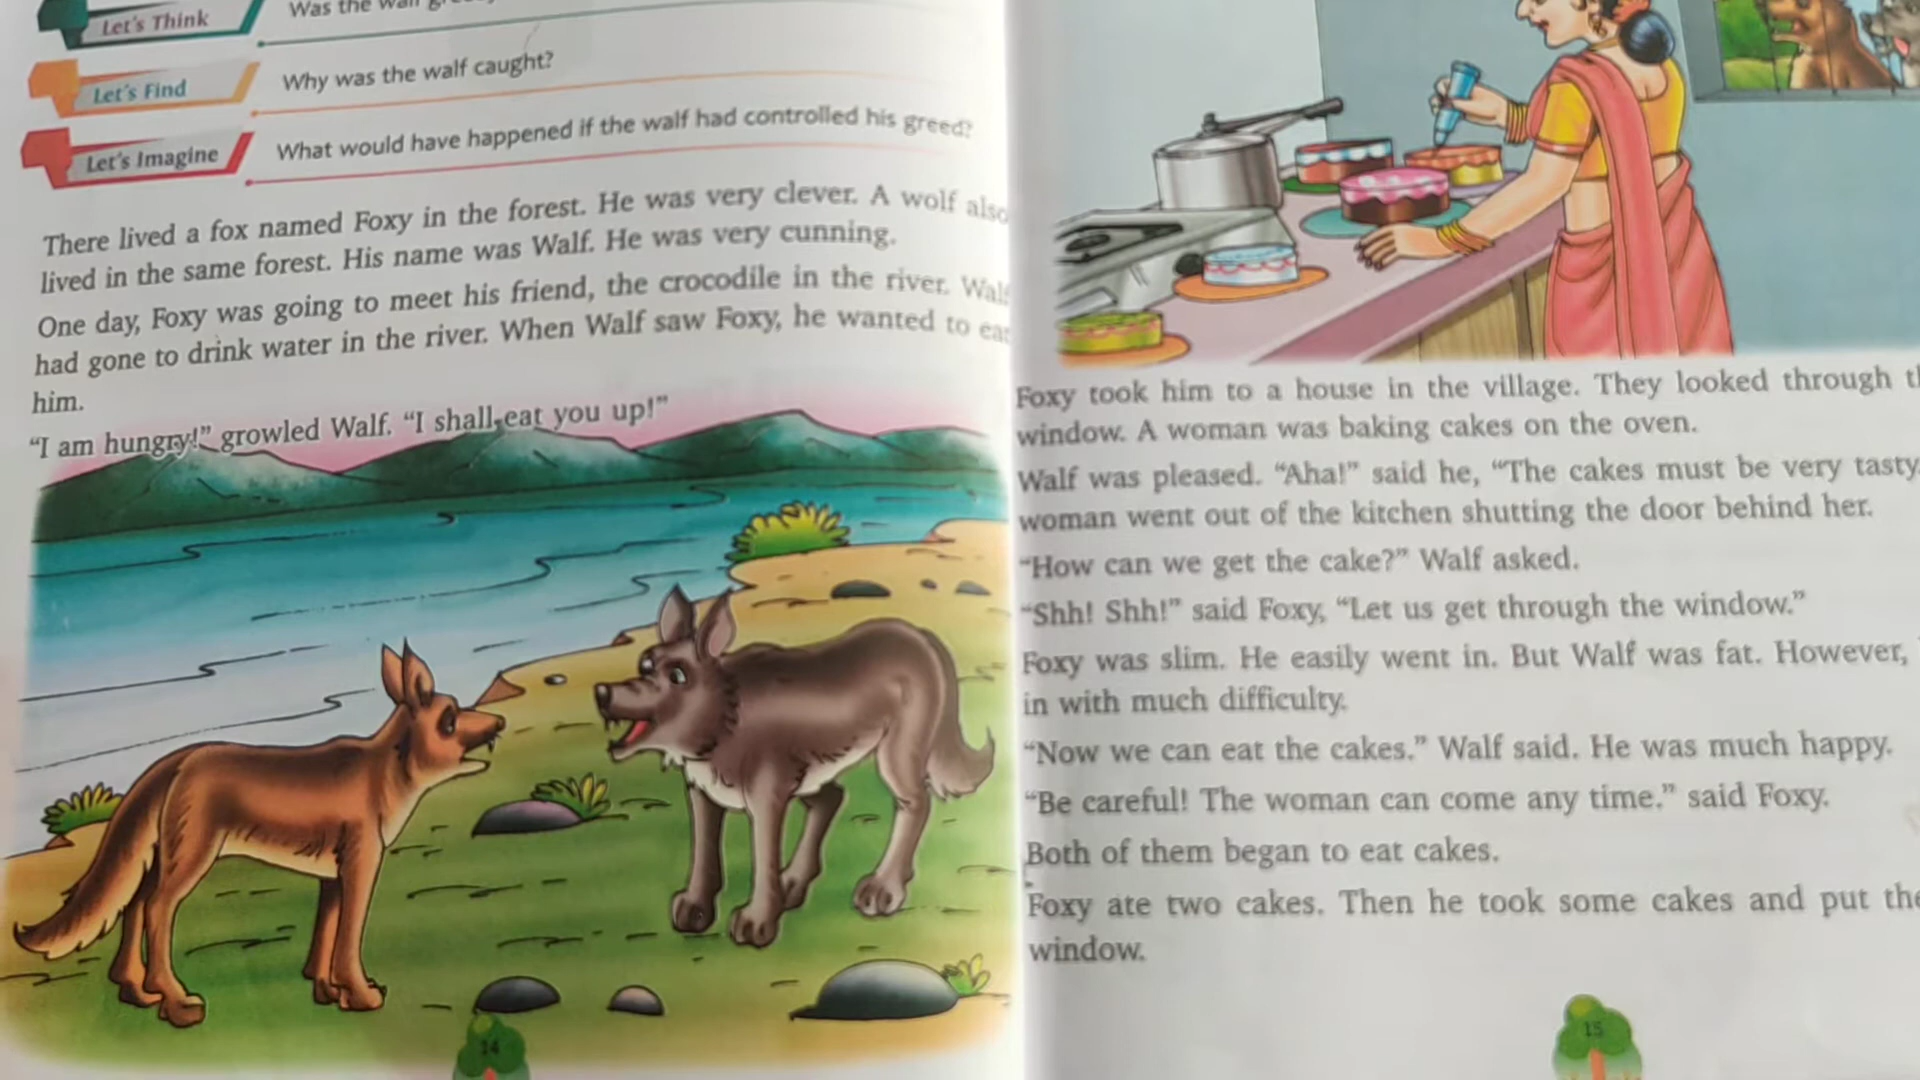 Let's Think
Was the walf
Let's Find
Why was the walf caught?
Let's Imagine
What would have happened if the walf had controlled his greed?
There lived a fox named Foxy in the forest. He was very clever. A wolf also
lived in the same forest. His name was Walf. He was very cunning.
One day, Foxy was going to meet his friend, the crocodile in the river. Walf
had gone to drink water in the river. When Walf saw Foxy, he wanted to eat
him.
“I am hungry!” growled Walf. “I shall eat you up!”
14
Foxy took him to a house in the village. They looked through
window. A woman was baking cakes on the oven.
Walf was pleased. “Aha!” said he, “The cakes must be very tasty.
woman went out of the kitchen shutting the door behind her.
“How can we get the cake?” Walf asked.
“Shh! Shh!” said Foxy, “Let us get through the window.”
Foxy was slim. He easily went in. But Walf was fat. However,
in with much difficulty.
“Now we can eat the cakes.” Walf said. He was much happy.
“Be careful! The woman can come any time.” said Foxy.
Both of them began to eat cakes.
Foxy ate two cakes. Then he took some cakes and put
window.
15